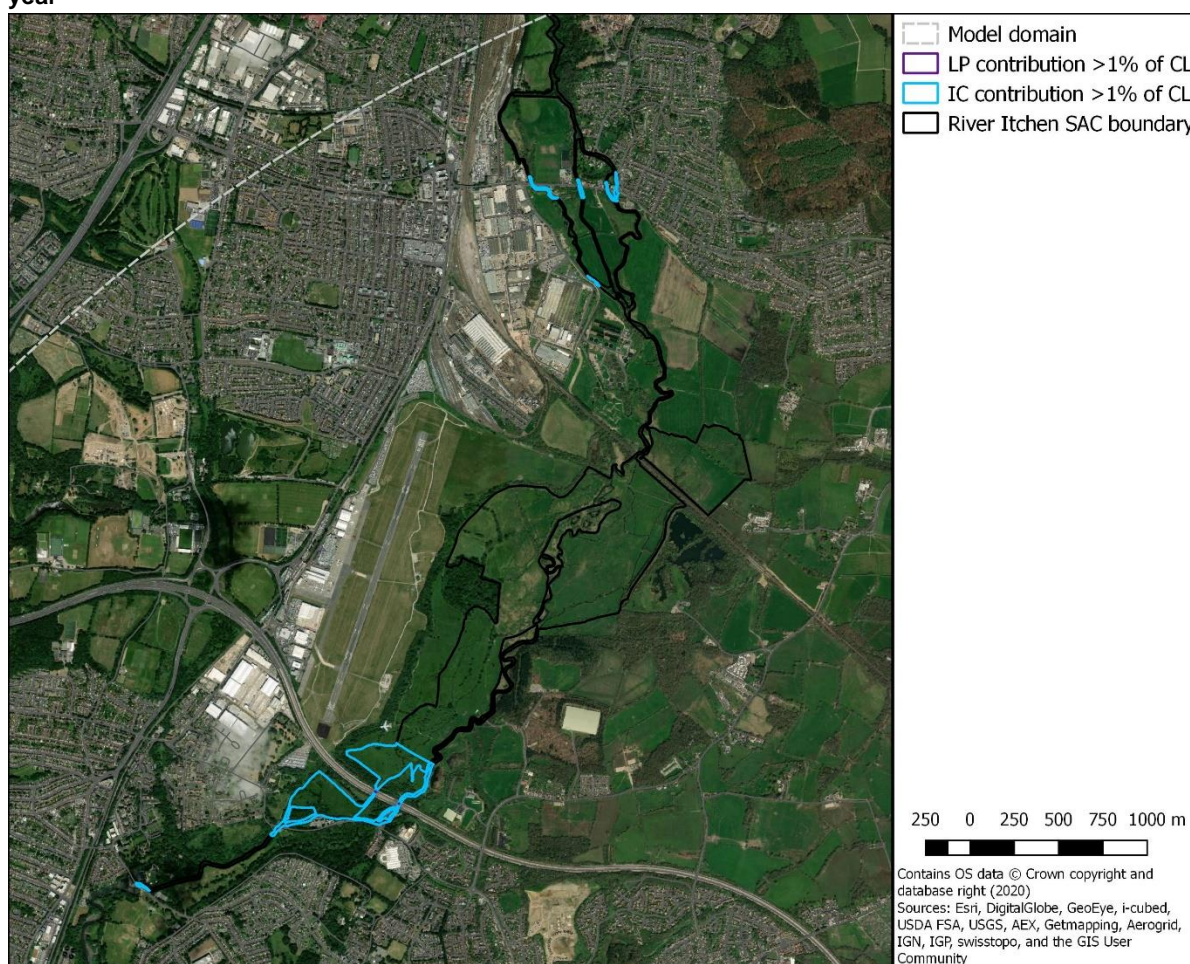 year
Model domain
LP contribution >1% of CL
IC contribution >1% of CL
River Itchen SAC boundary
250 0 250 500 750 1000 m
Contains OS data © Crown copyright and
database right (2020)
Sources: Esri, DigitalGlobe, GeoEye, i-cubed,
USDA FSA, USGS, AEX, Getmapping, Aerogrid,
IGN, IGP, swisstopo, and the GIS User
Community